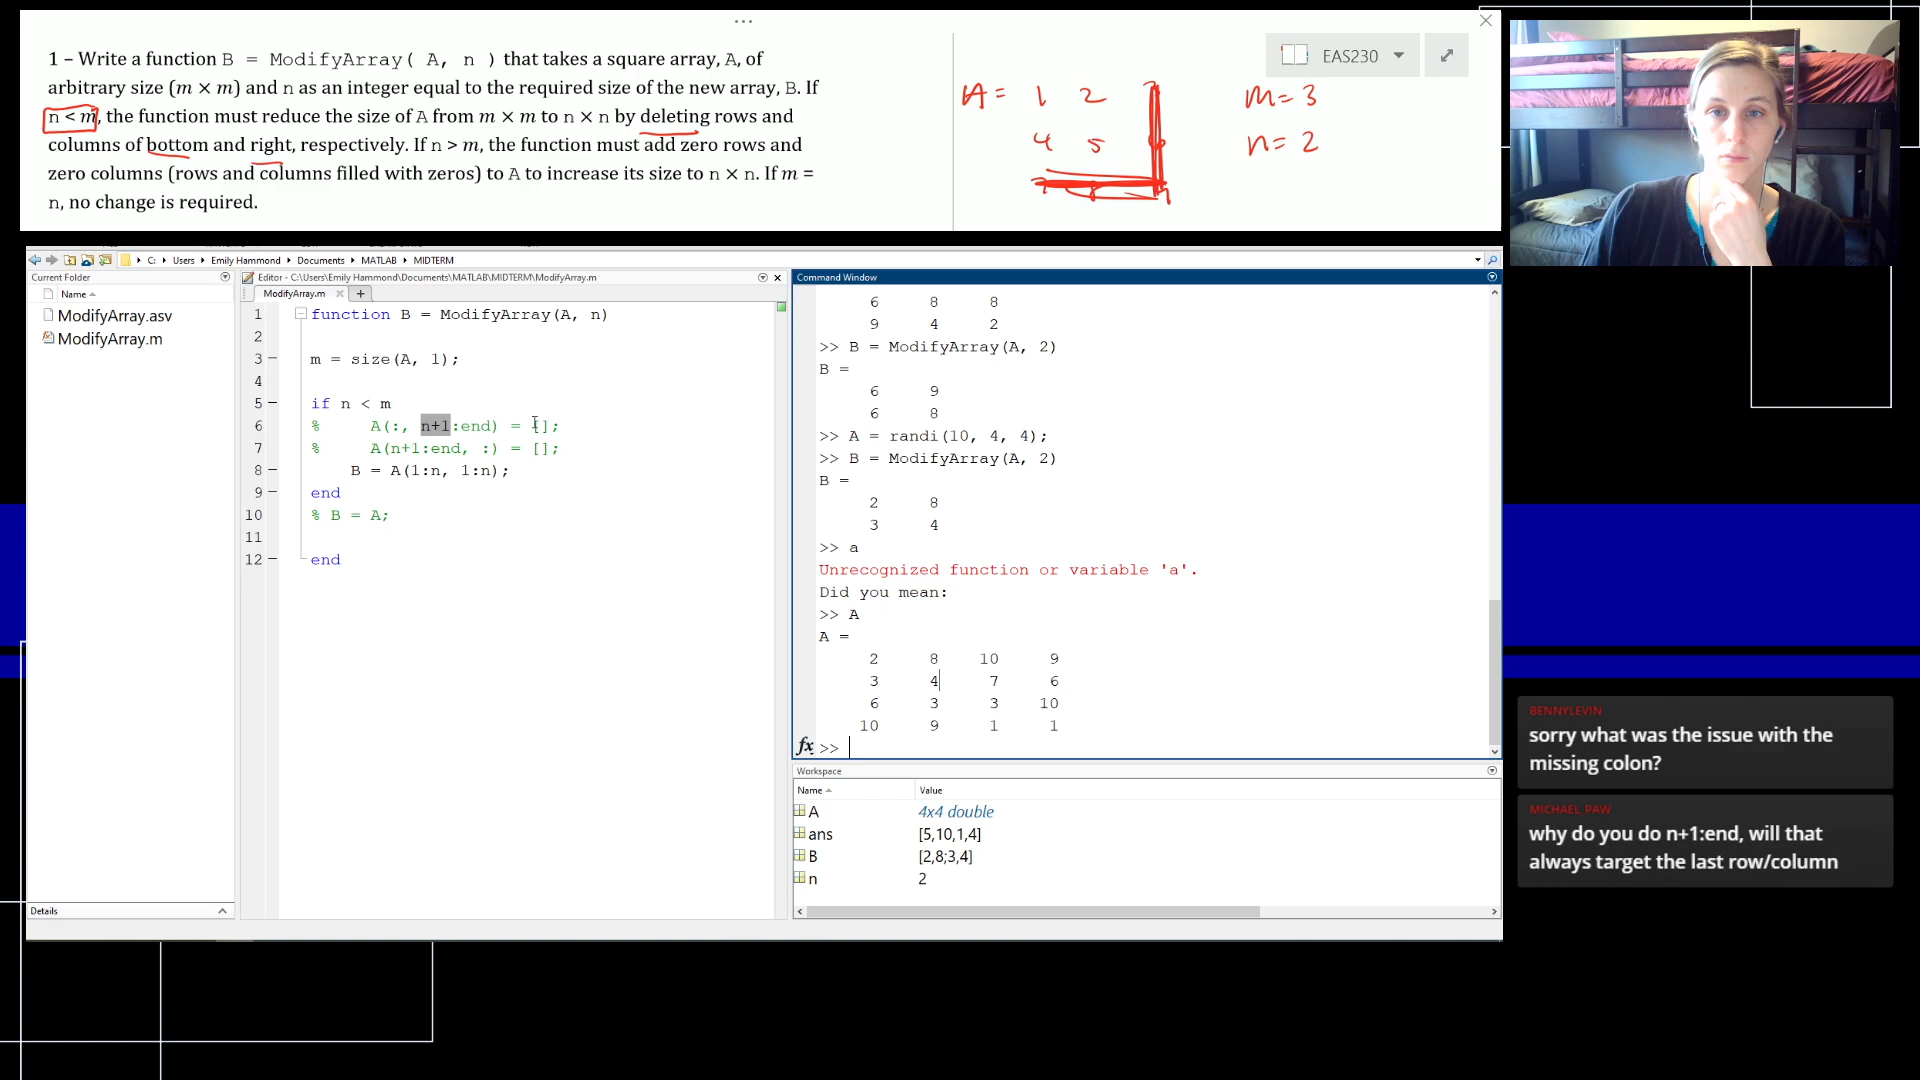 1 – Write a function B = ModifyArray( A, n ) that takes a square array, A, of
arbitrary size (m × m) and n as an integer equal to the required size of the new array, B. If
n < m, the function must reduce the size of A from m × m to n × n by deleting rows and
columns of bottom and right, respectively. If n > m, the function must add zero rows and
zero columns (rows and columns filled with zeros) to A to increase its size to n × n. If m =
n, no change is required.
A = 1 2
4 5
m = 3
n = 2
EAS230
C: Users Emily Hammond Documents MATLAB MIDTERM
Current Folder
Name
ModifyArray.asv
ModifyArray.m
Details
Editor - C:\Users\Emily Hammond\Documents\MATLAB\MIDTERM\ModifyArray.m
ModifyArray.m
1 function B = ModifyArray(A, n)
2
3 m = size(A, 1);
4
5 if n < m
6 % A(:, n+1:end) = [];
7 % A(n+1:end, :) = [];
8 B = A(1:n, 1:n);
9 end
10 % B = A;
11
12 end
Command Window
6 8 8
9 4 2
>> B = ModifyArray(A, 2)
B =
6 9
6 8
>> A = randi(10, 4, 4);
>> B = ModifyArray(A, 2)
B =
2 8
3 4
>> a
Unrecognized function or variable 'a'.
Did you mean:
>> A
A =
2 8 10 9
3 4 7 6
6 3 3 10
10 9 1 1
fx >>
Workspace
Name Value
A 4x4 double
ans [5,10,1,4]
B [2,8;3,4]
n 2
BENNYLEVIN
sorry what was the issue with the
missing colon?
MICHAEL PAW
why do you do n+1:end, will that
always target the last row/column